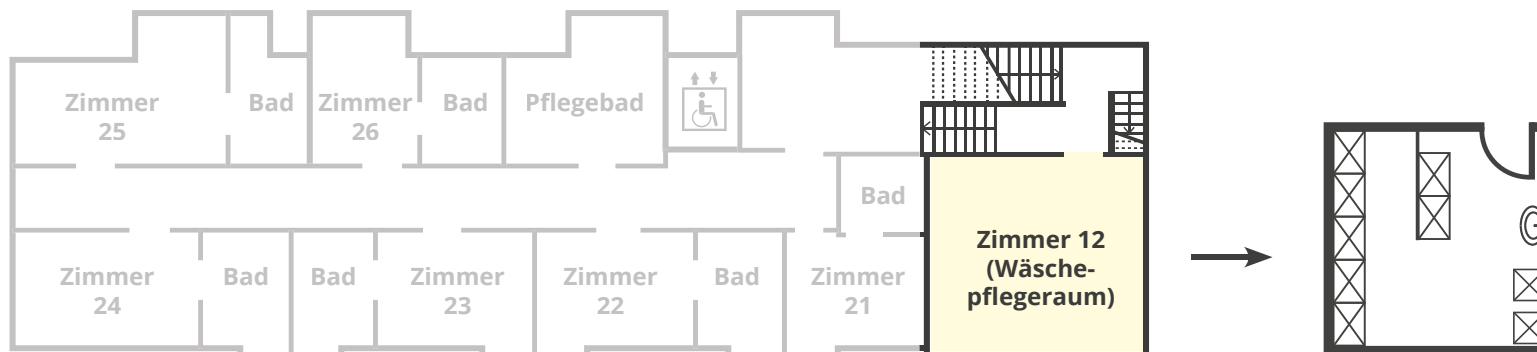 Zimmer
25
Bad
Zimmer
26
Bad
Pflegebad
Bad
Zimmer 12
(Wäsche-
pflegeraum)
Zimmer
24
Bad
Bad
Zimmer
23
Zimmer
22
Bad
Zimmer
21